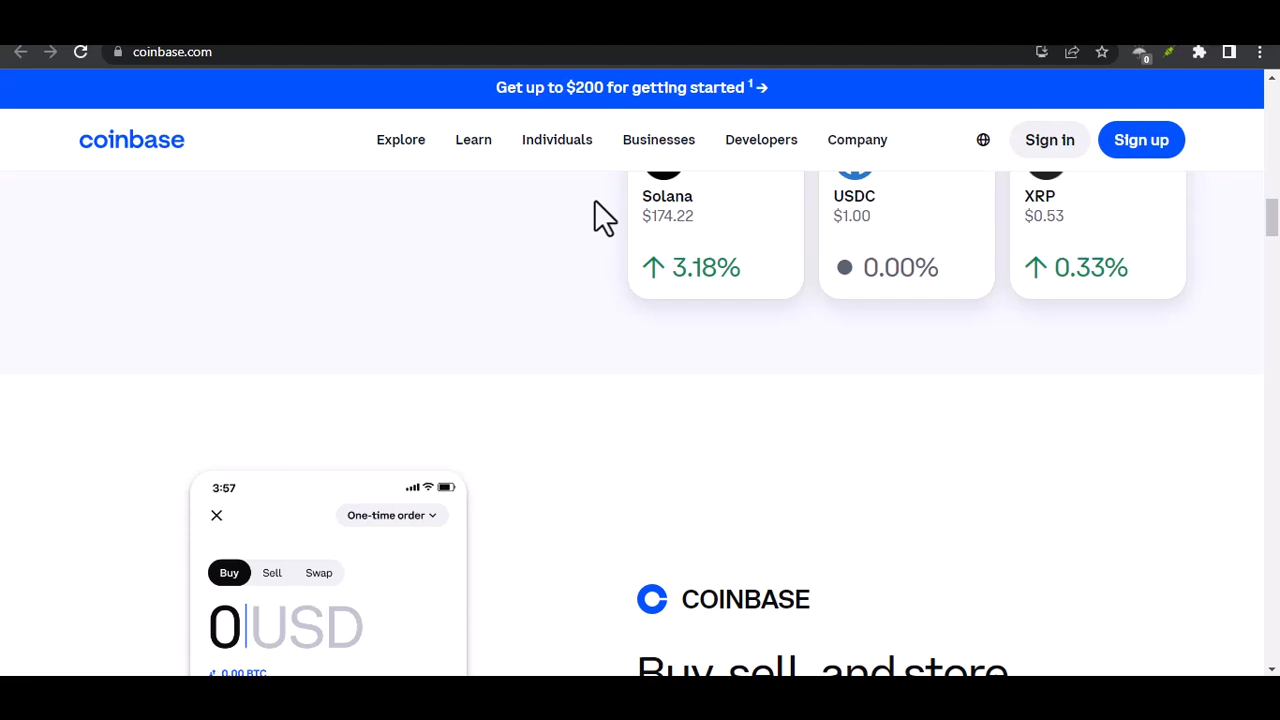 coinbase.com
0
Get up to $200 for getting started 1 →
coinbase
Explore
Learn
Individuals
Businesses
Developers
Company
Sign in
Sign up
Solana
$174.22
↑ 3.18%
USDC
$1.00
0.00%
XRP
$0.53
↑ 0.33%
3:57
One-time order
Buy
Sell
Swap
0 USD
0.00 BTC
COINBASE
Buy, sell, and store